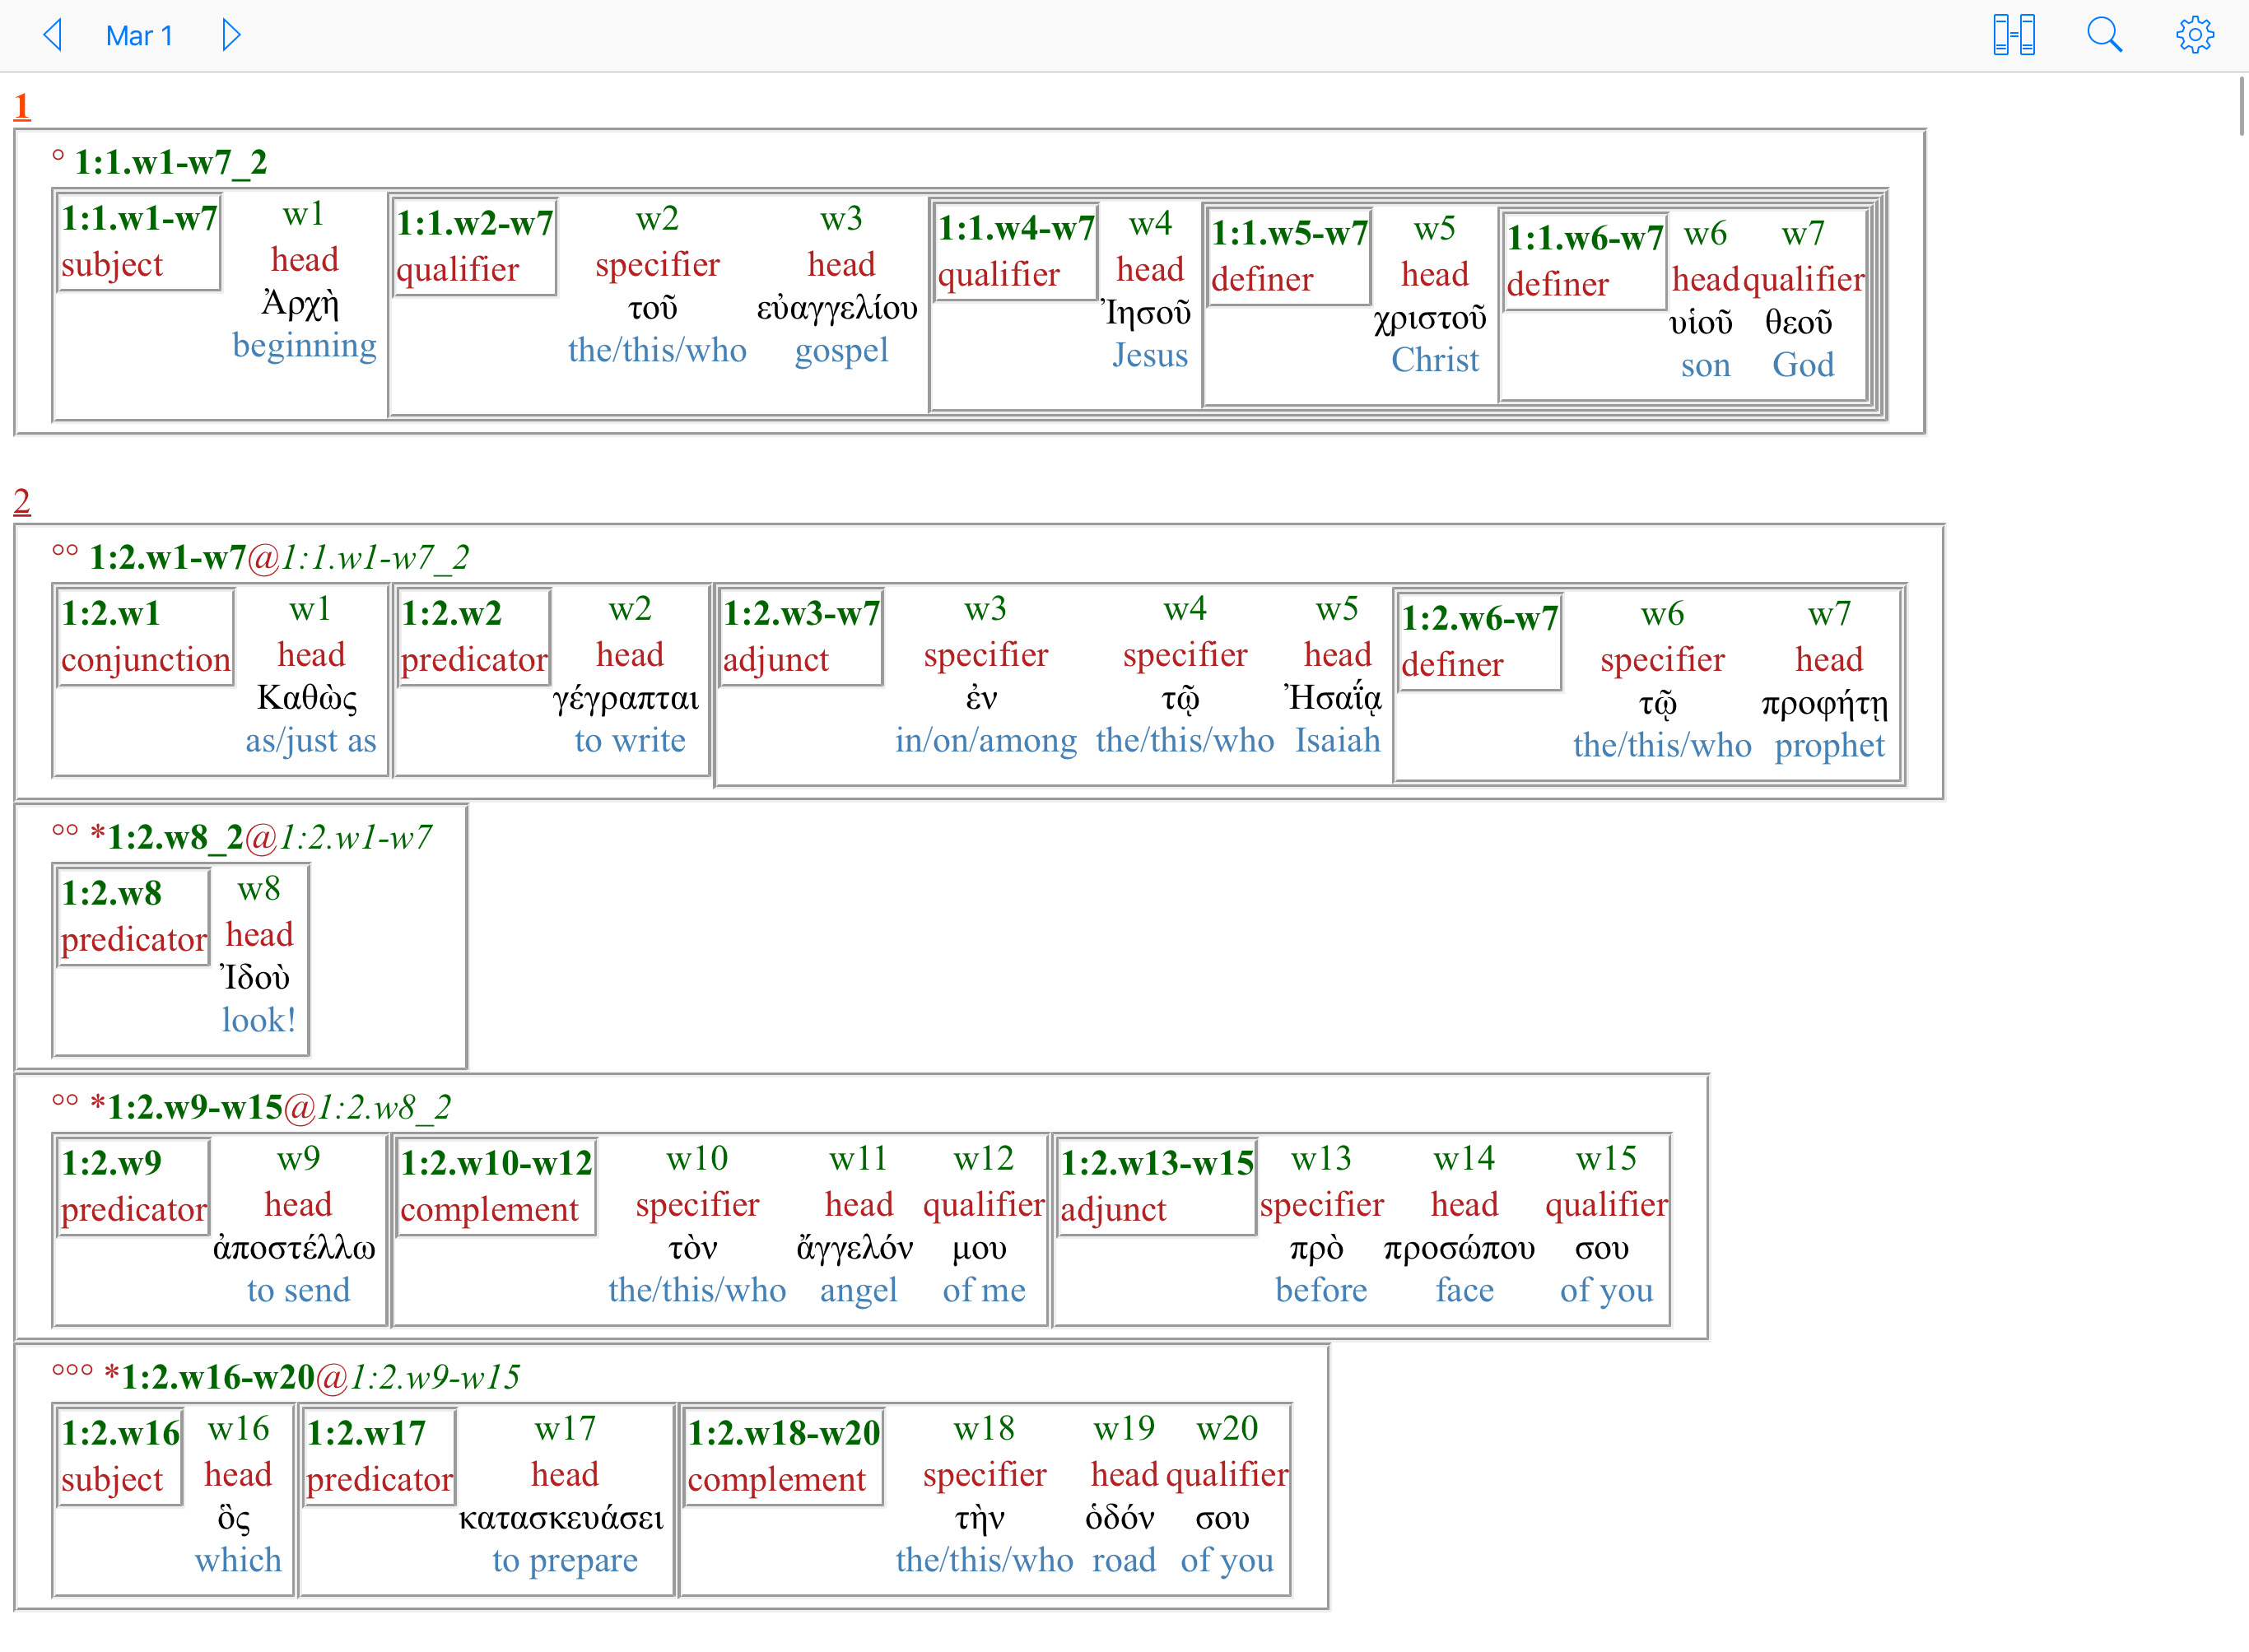 Mar 1
1
° 1:1.w1-w7_2
1:1.w1-w7 w1 1:1.w2-w7 w2 w3 1:1.w4-w7 w4 1:1.w5-w7 w5 1:1.w6-w7 w6 w7
subject head qualifier specifier head qualifier head definer head definer head qualifier
Ἀρχὴ τοῦ εὐαγγελίου Ἰησοῦ χριστοῦ υἱοῦ θεοῦ
beginning the/this/who gospel Jesus Christ son God
2
°° 1:2.w1-w7@1:1.w1-w7_2
1:2.w1 w1 1:2.w2 w2 1:2.w3-w7 w3 w4 w5 1:2.w6-w7 w6 w7
conjunction head predicator head adjunct specifier specifier head definer specifier head
Καθὼς γέγραπται ἐν τῷ Ἠσαΐᾳ τῷ προφήτῃ
as/just as to write in/on/among the/this/who Isaiah the/this/who prophet
°° *1:2.w8_2@1:2.w1-w7
1:2.w8 w8
predicator head
Ἰδοὺ
look!
°° *1:2.w9-w15@1:2.w8_2
1:2.w9 w9 1:2.w10-w12 w10 w11 w12 1:2.w13-w15 w13 w14 w15
predicator head complement specifier head qualifier adjunct specifier head qualifier
ἀποστέλλω τὸν ἄγγελόν μου πρὸ προσώπου σου
to send the/this/who angel of me before face of you
°°° *1:2.w16-w20@1:2.w9-w15
1:2.w16 w16 1:2.w17 w17 1:2.w18-w20 w18 w19 w20
subject head predicator head complement specifier head qualifier
ὃς κατασκευάσει τὴν ὁδόν σου
which to prepare the/this/who road of you